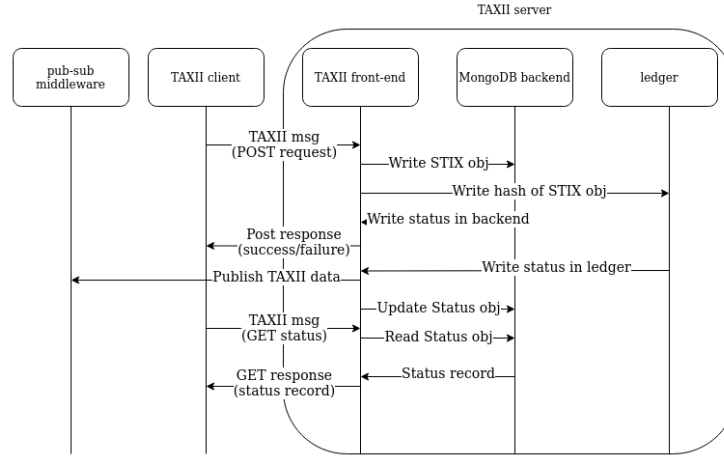 TAXII server
pub-sub
middleware
TAXII client
TAXII front-end
MongoDB backend
ledger
TAXII msg
(POST request)
Write STIX obj
Write hash of STIX obj
Write status in backend
Post response
(success/failure)
Write status in ledger
Publish TAXII data
Update Status obj
TAXII msg
(GET status)
Read Status obj
Status record
GET response
(status record)